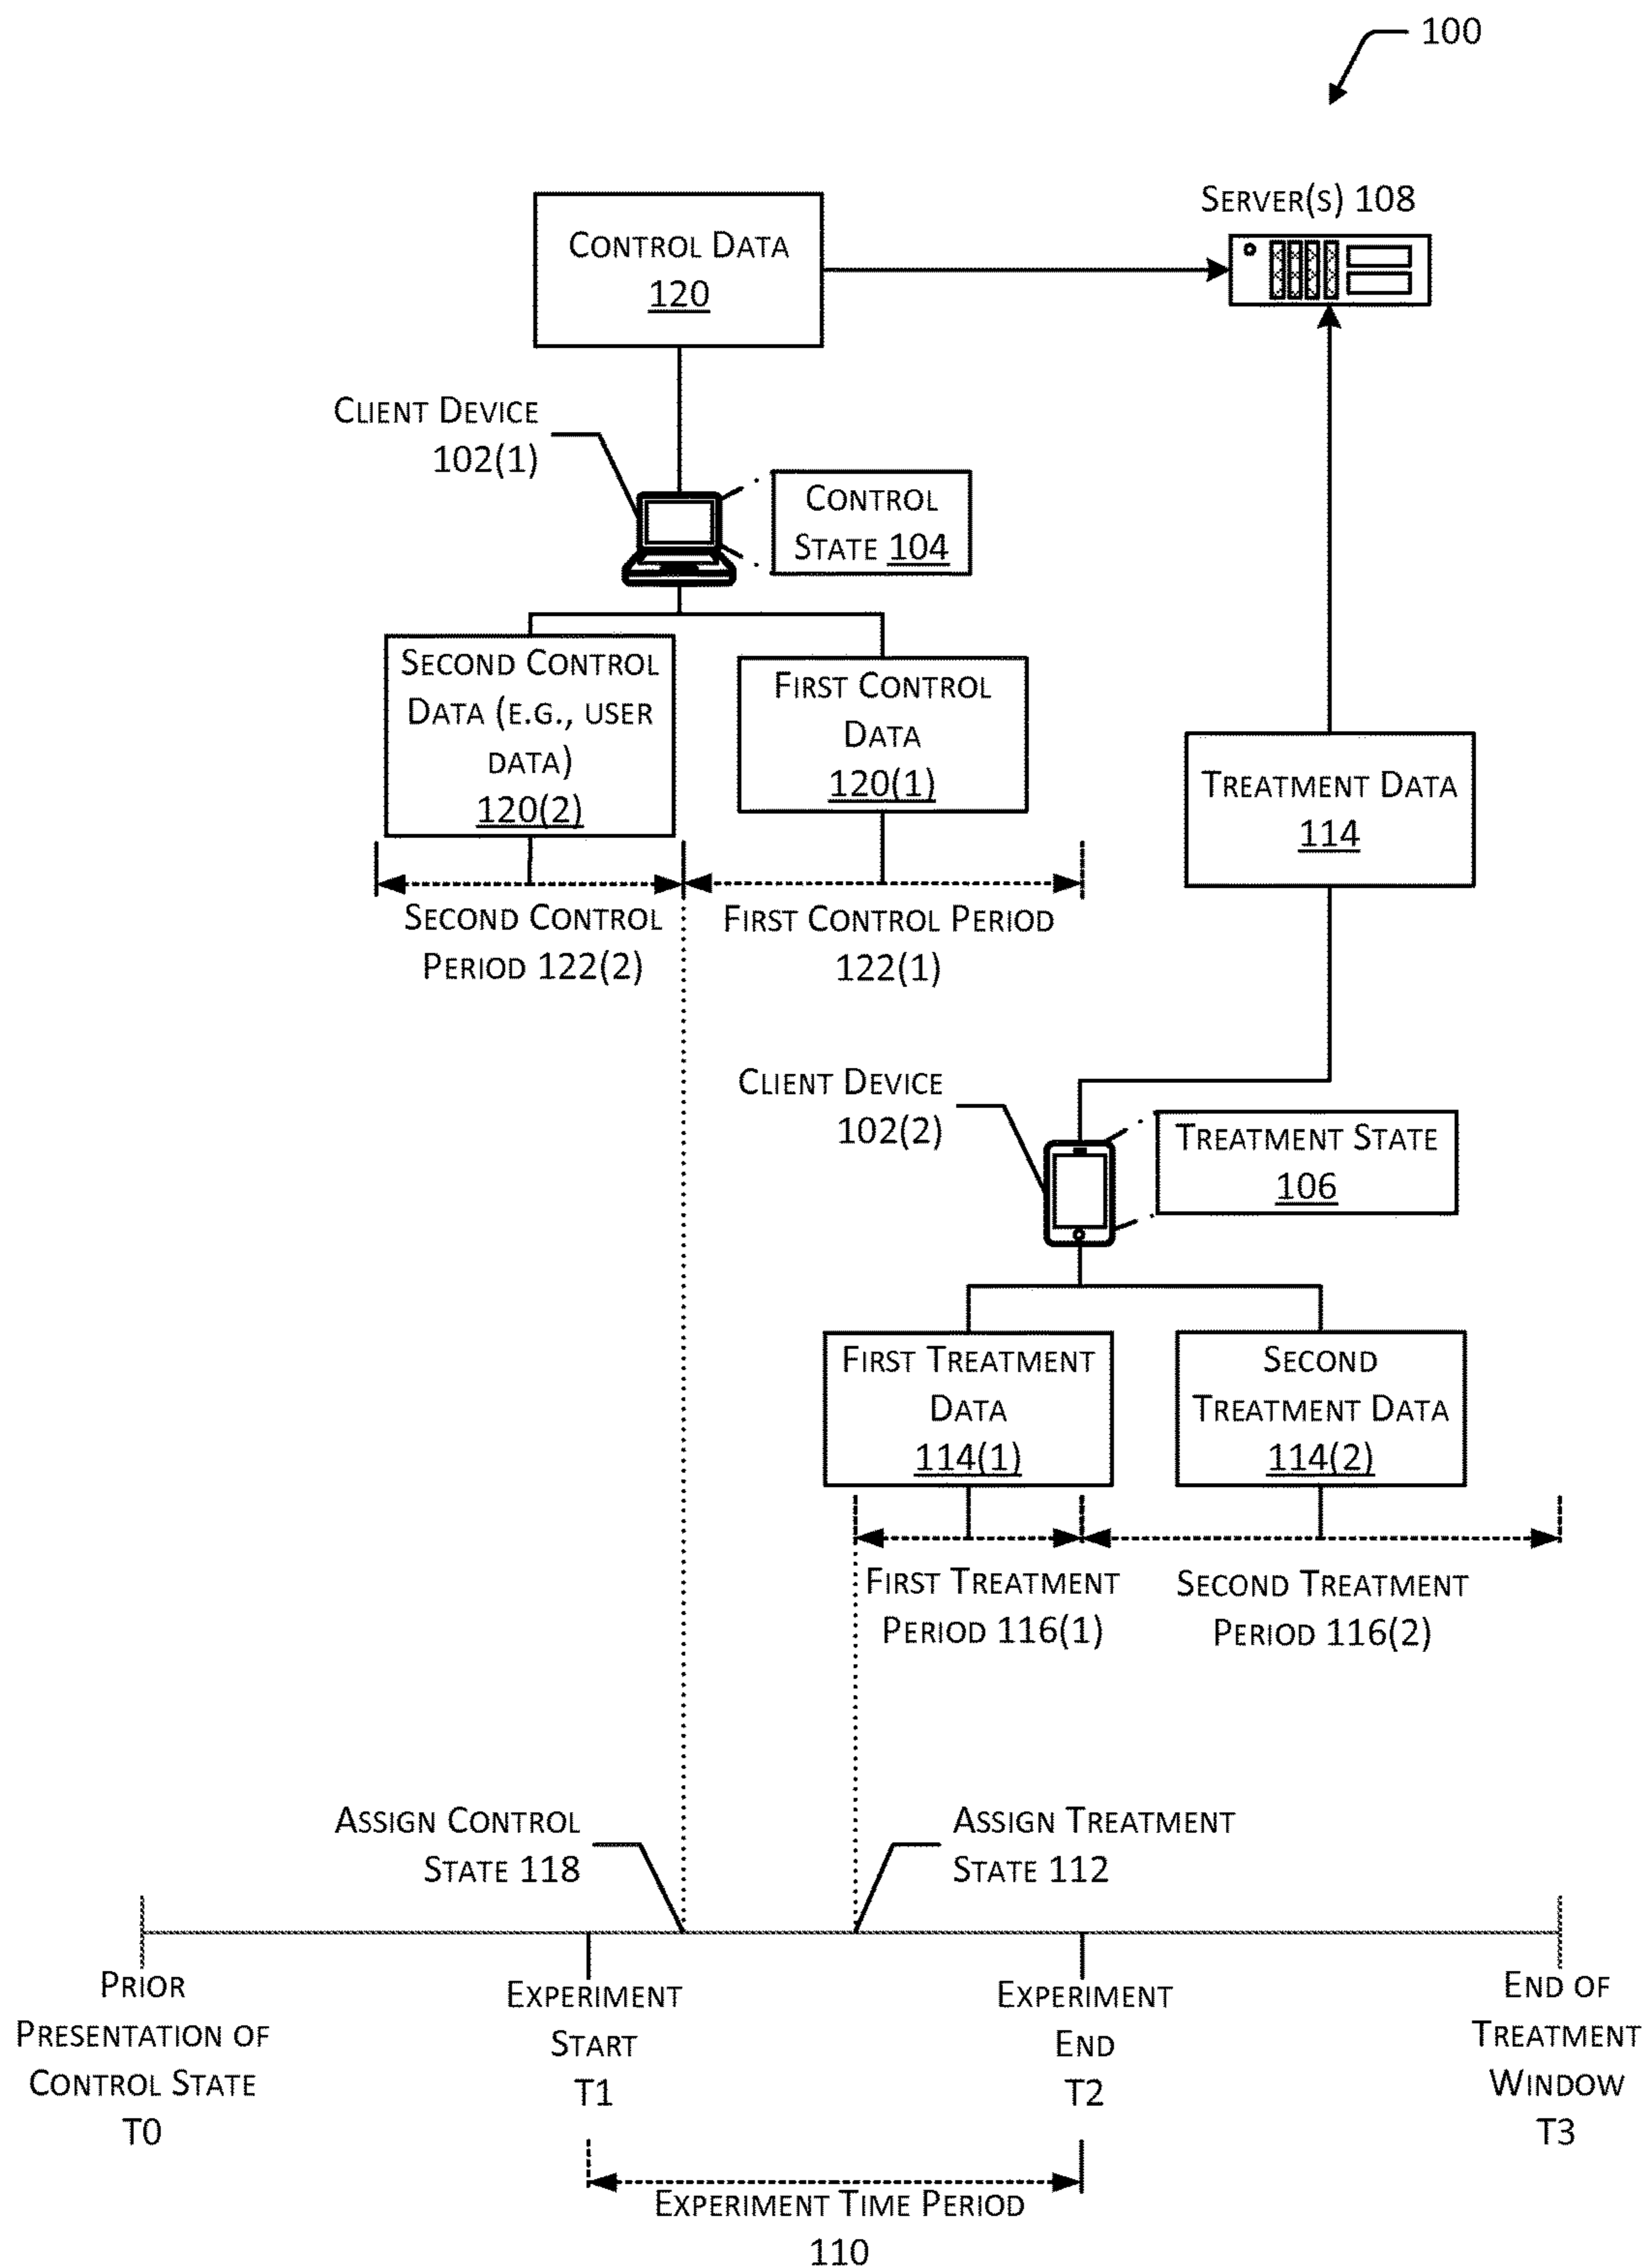 100
SERVER(S) 108
CONTROL DATA
120
CLIENT DEVICE
102(1)
CONTROL
STATE 104
SECOND CONTROL
DATA (E.G., USER
DATA)
120(2)
FIRST CONTROL
DATA
120(1)
TREATMENT DATA
114
SECOND CONTROL
PERIOD 122(2)
FIRST CONTROL PERIOD
122(1)
CLIENT DEVICE
102(2)
TREATMENT STATE
106
FIRST TREATMENT
DATA
114(1)
SECOND
TREATMENT DATA
114(2)
FIRST TREATMENT
PERIOD 116(1)
SECOND TREATMENT
PERIOD 116(2)
ASSIGN CONTROL
STATE 118
ASSIGN TREATMENT
STATE 112
PRIOR
PRESENTATION OF
CONTROL STATE
T0
EXPERIMENT
START
T1
EXPERIMENT
END
T2
END OF
TREATMENT
WINDOW
T3
EXPERIMENT TIME PERIOD
110